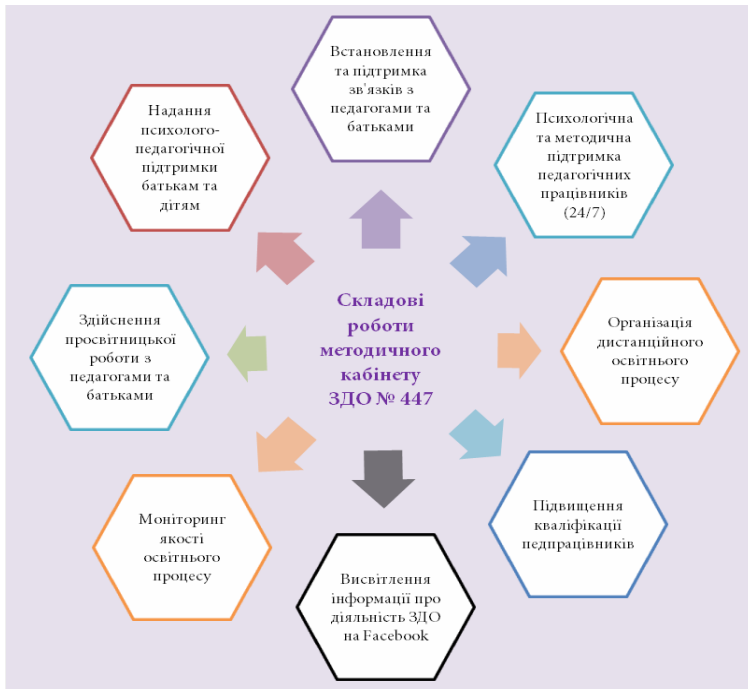 Встановлення
та підтримка
зв'язків з
педагогами та
батьками
Психологічна
та методична
підтримка
педагогічних
працівників
(24/7)
Організація
дистанційного
освітнього
процесу
Підвищення
кваліфікації
педпрацівників
Висвітлення
інформації про
діяльність ЗДО
на Facebook
Моніторинг
якості
освітнього
процесу
Здійснення
просвітницької
роботи з
педагогами та
батьками
Надання
психолого-
педагогічної
підтримки
батькам та
дітям
Складові
роботи
методичного
кабінету
ЗДО № 447